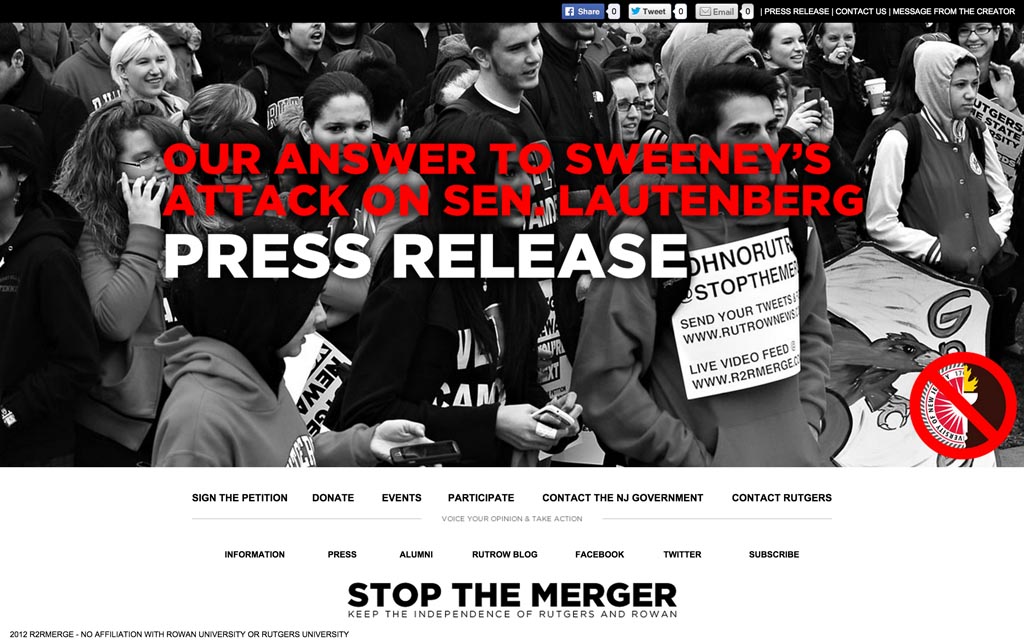 Share 0 Tweet 0 Email 0 | PRESS RELEASE | CONTACT US | MESSAGE FROM THE CREATOR
OUR ANSWER TO SWEENEY'S
ATTACK ON SEN. LAUTENBERG
PRESS RELEASE
OHNORUTR
@STOPTHEMER
SEND YOUR TWEETS
WWW.RUTROWNEWS.C
LIVE VIDEO FEED @
WWW.R2RMERGE.CO
RUTGERS
THE STATE
SIGN THE PETITION DONATE EVENTS PARTICIPATE CONTACT THE NJ GOVERNMENT CONTACT RUTGERS
VOICE YOUR OPINION & TAKE ACTION
INFORMATION PRESS ALUMNI RUTROW BLOG FACEBOOK TWITTER SUBSCRIBE
STOP THE MERGER
KEEP THE INDEPENDENCE OF RUTGERS AND ROWAN
2012 R2RMERGE - NO AFFILIATION WITH ROWAN UNIVERSITY OR RUTGERS UNIVERSITY